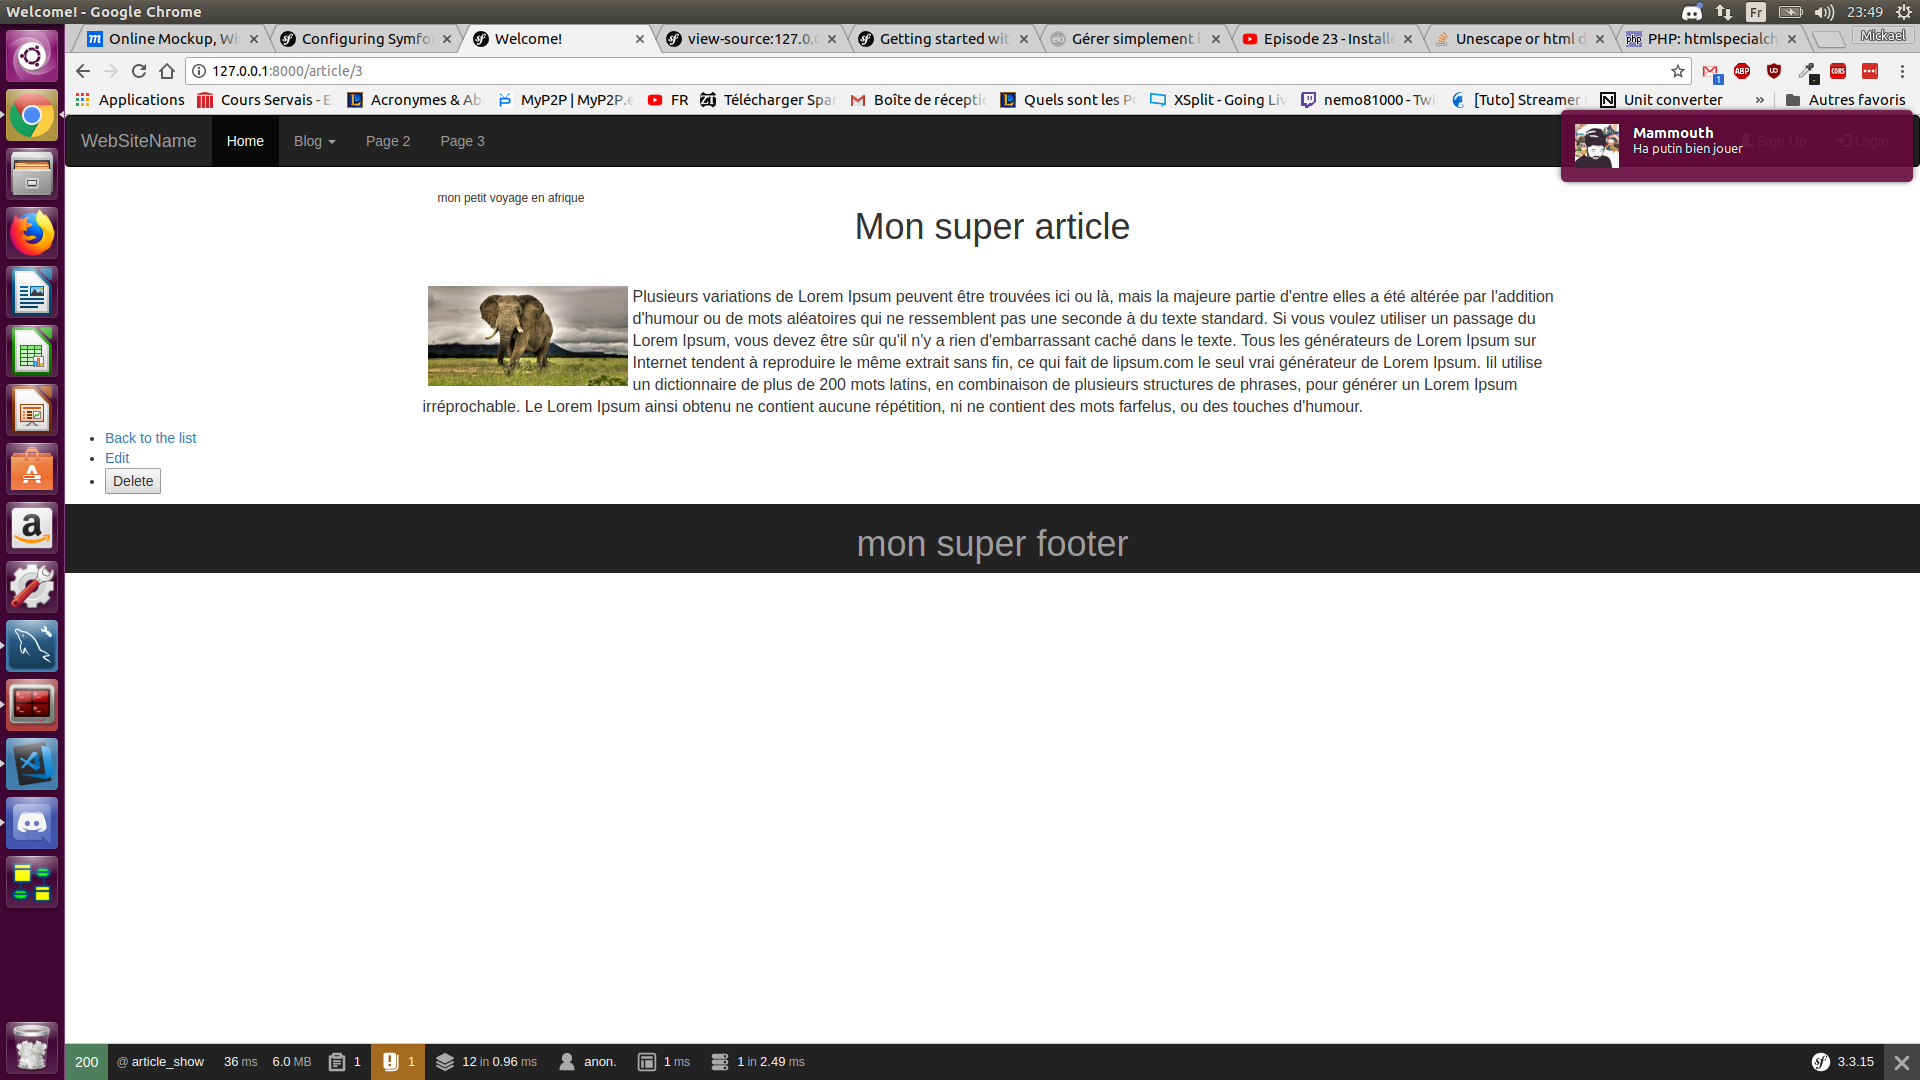 Welcome! - Google Chrome
Fr
23:49
Online Mockup, Wi
Configuring Symfo
Welcome!
view-source:127.0.
Getting started wit
Gérer simplement l
Episode 23 - Installe
Unescape or html d
PHP: htmlspecialch
Mickael
127.0.0.1:8000/article/3
Applications
Cours Servais - E
Acronymes & Ab
MyP2P | MyP2P.e
FR
Télécharger Spa
Boîte de récepti
Quels sont les PC
XSplit - Going Liv
nemo81000 - Twi
[Tuto] Streamer
Unit converter
»
Autres favoris
WebSiteName
Home
Blog
Page 2
Page 3
Sign Up
Login
Mammouth
Ha putin bien jouer
mon petit voyage en afrique
Mon super article
Plusieurs variations de Lorem Ipsum peuvent être trouvées ici ou là, mais la majeure partie d'entre elles a été altérée par l'addition
d'humour ou de mots aléatoires qui ne ressemblent pas une seconde à du texte standard. Si vous voulez utiliser un passage du
Lorem Ipsum, vous devez être sûr qu'il n'y a rien d'embarrassant caché dans le texte. Tous les générateurs de Lorem Ipsum sur
Internet tendent à reproduire le même extrait sans fin, ce qui fait de lipsum.com le seul vrai générateur de Lorem Ipsum. Iil utilise
un dictionnaire de plus de 200 mots latins, en combinaison de plusieurs structures de phrases, pour générer un Lorem Ipsum
irréprochable. Le Lorem Ipsum ainsi obtenu ne contient aucune répétition, ni ne contient des mots farfelus, ou des touches d'humour.
Back to the list
Edit
Delete
mon super footer
200
@ article_show
36 ms
6.0 MB
1
1
12 in 0.96 ms
anon.
1 ms
1 in 2.49 ms
3.3.15